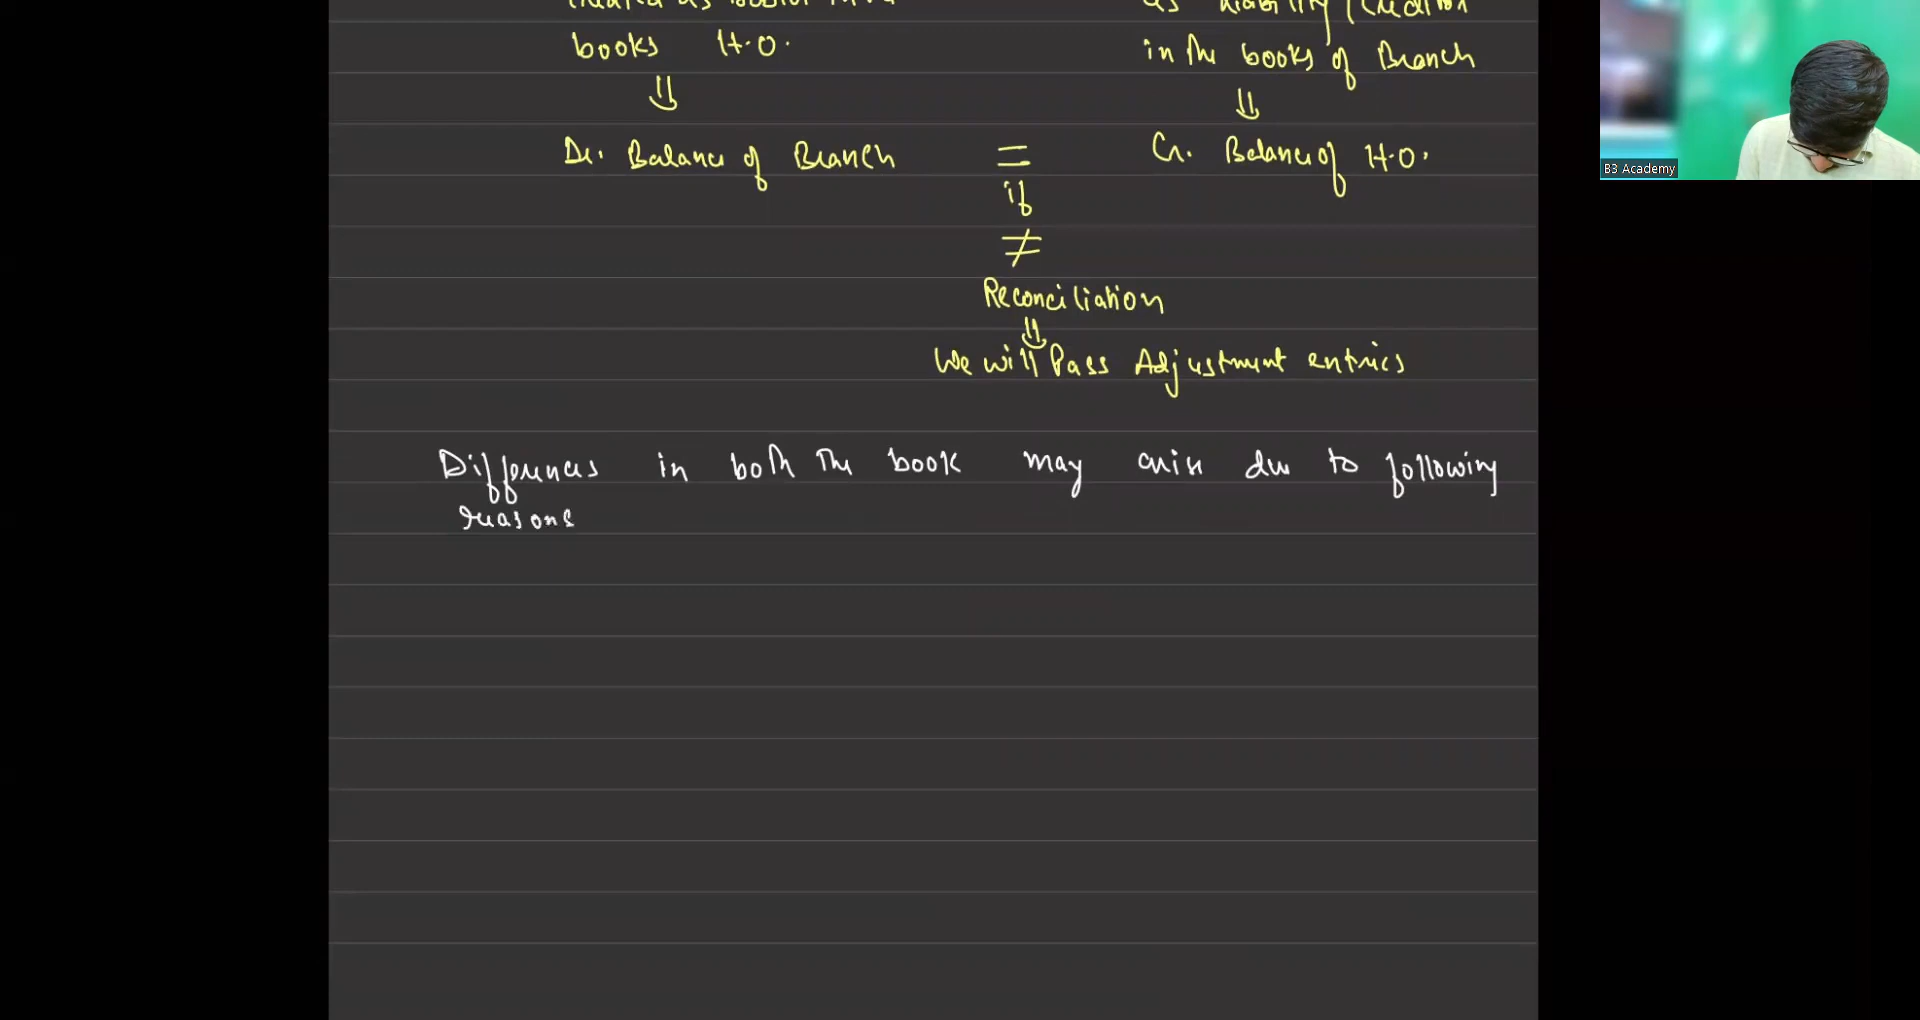 books H.O.
in the books of Branch
⇓
⇓
Dr. Balance of Branch = Cr. Balance of H.O.
if
≠
Reconciliation
⇓
We will Pass Adjustment entries
Differences in both the book may arise due to following
reasons
B3 Academy